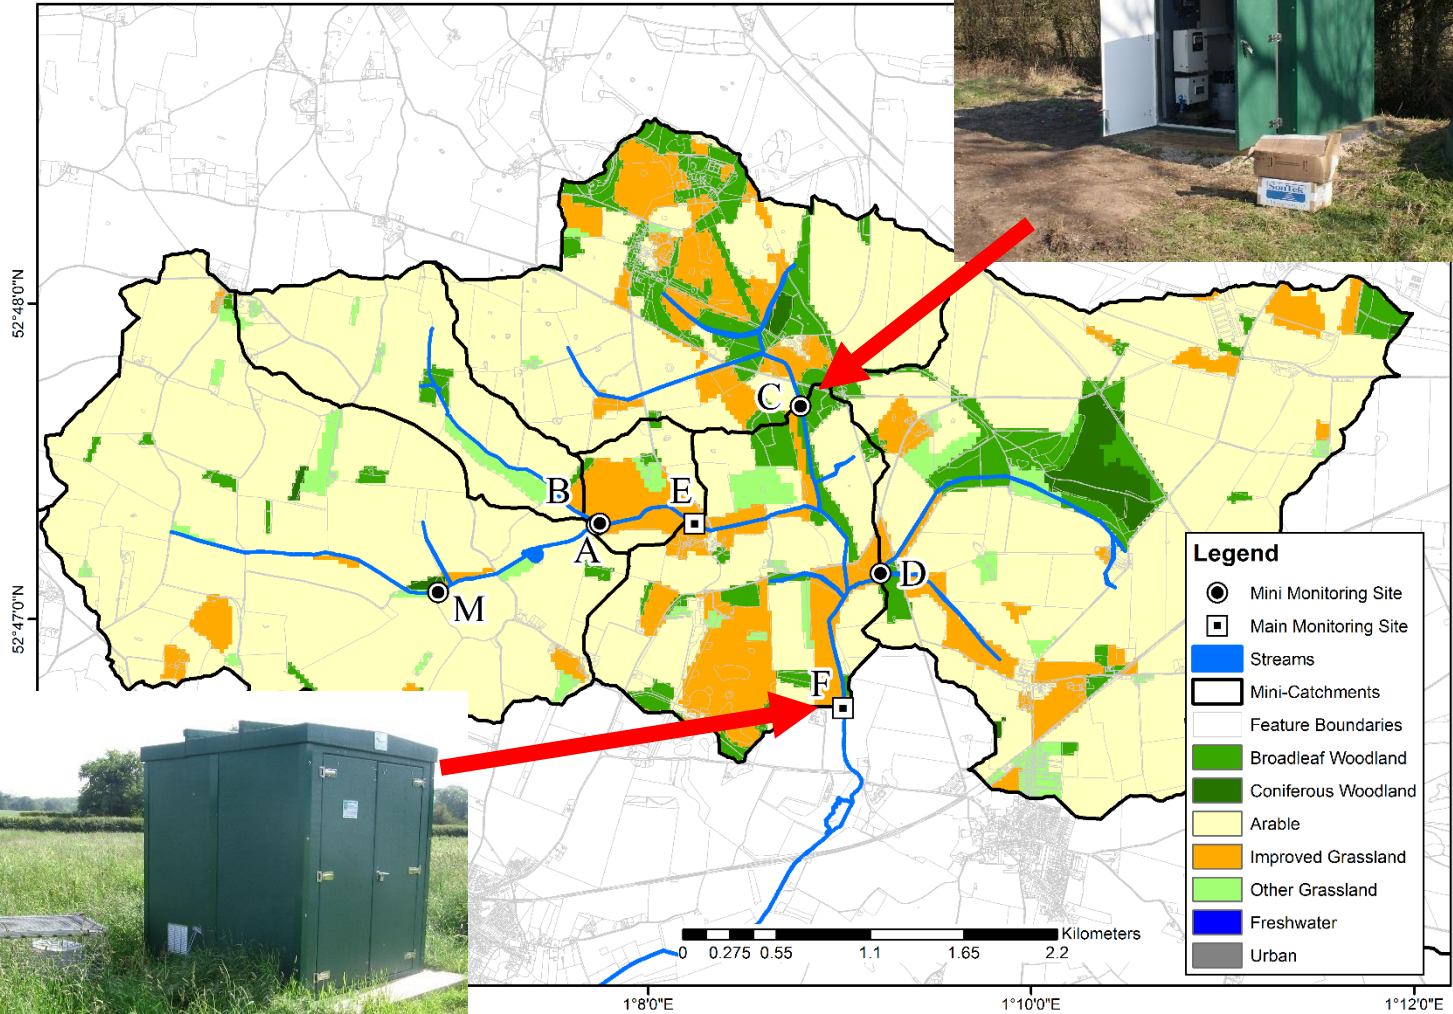 SonTek
52°48'0"N
C
B
E
A
D
M
52°47'0"N
F
Legend
Mini Monitoring Site
Main Monitoring Site
Streams
Mini-Catchments
Feature Boundaries
Broadleaf Woodland
Coniferous Woodland
Arable
Improved Grassland
Other Grassland
Freshwater
Urban
Kilometers
0 0.275 0.55 1.1 1.65 2.2
1°8'0"E 1°10'0"E 1°12'0"E